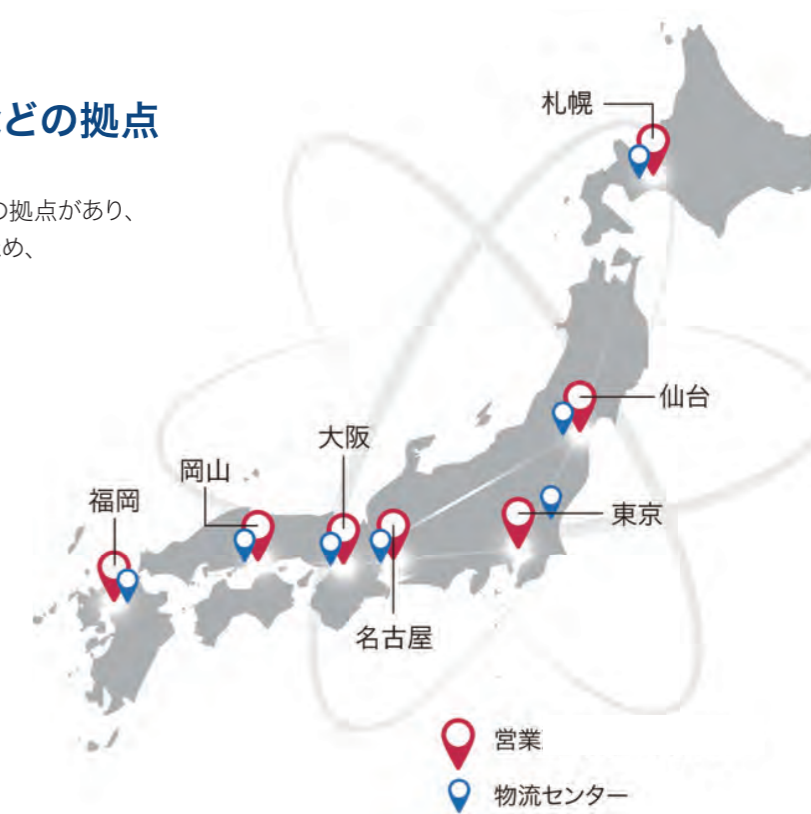 どの拠点
の拠点があり、
め、
札幌
仙台
大阪
岡山
福岡
東京
名古屋
営業
物流センター